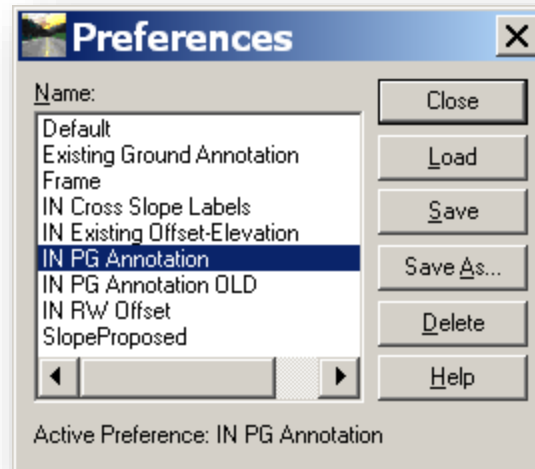 Preferences
Name:
Default
Existing Ground Annotation
Frame
IN Cross Slope Labels
IN Existing Offset-Elevation
IN PG Annotation
IN PG Annotation OLD
IN RW Offset
SlopeProposed
Close
Load
Save
Save As...
Delete
Help
Active Preference: IN PG Annotation